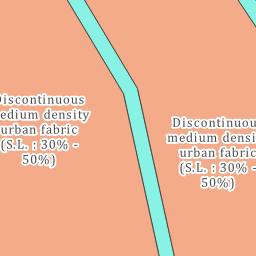 Discontinuous
medium density
urban fabric
(S.L. : 30% -
50%)
Discontinuous
medium density
urban fabric
(S.L. : 30% -
50%)